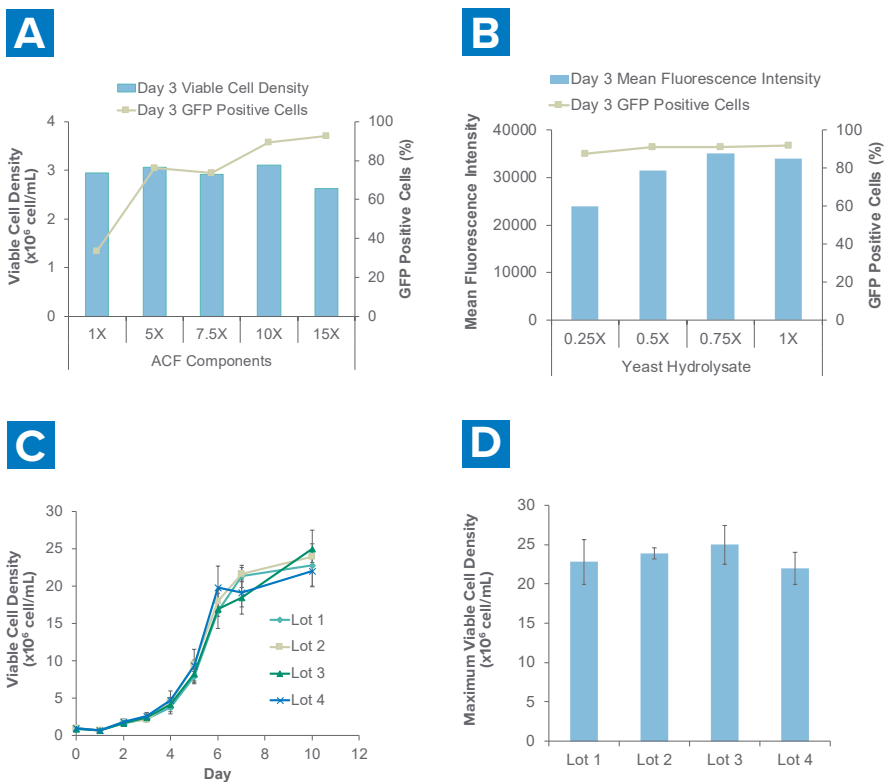 A
Day 3 Viable Cell Density
Day 3 GFP Positive Cells
Viable Cell Density
(x10⁶ cell/mL)
4
3
2
1
0
100
80
60
40
20
0
GFP Positive Cells (%)
1X 5X 7.5X 10X 15X
ACF Components
B
Day 3 Mean Fluorescence Intensity
Day 3 GFP Positive Cells
Mean Fluorescence Intensity
40000
30000
20000
10000
0
100
80
60
40
20
0
GFP Positive Cells (%)
0.25X 0.5X 0.75X 1X
Yeast Hydrolysate
C
Viable Cell Density
(x10⁶ cell/mL)
30
25
20
15
10
5
0
Lot 1
Lot 2
Lot 3
Lot 4
0 2 4 6 8 10 12
Day
D
Maximum Viable Cell Density
(x10⁶ cell/mL)
30
25
20
15
10
5
0
Lot 1 Lot 2 Lot 3 Lot 4